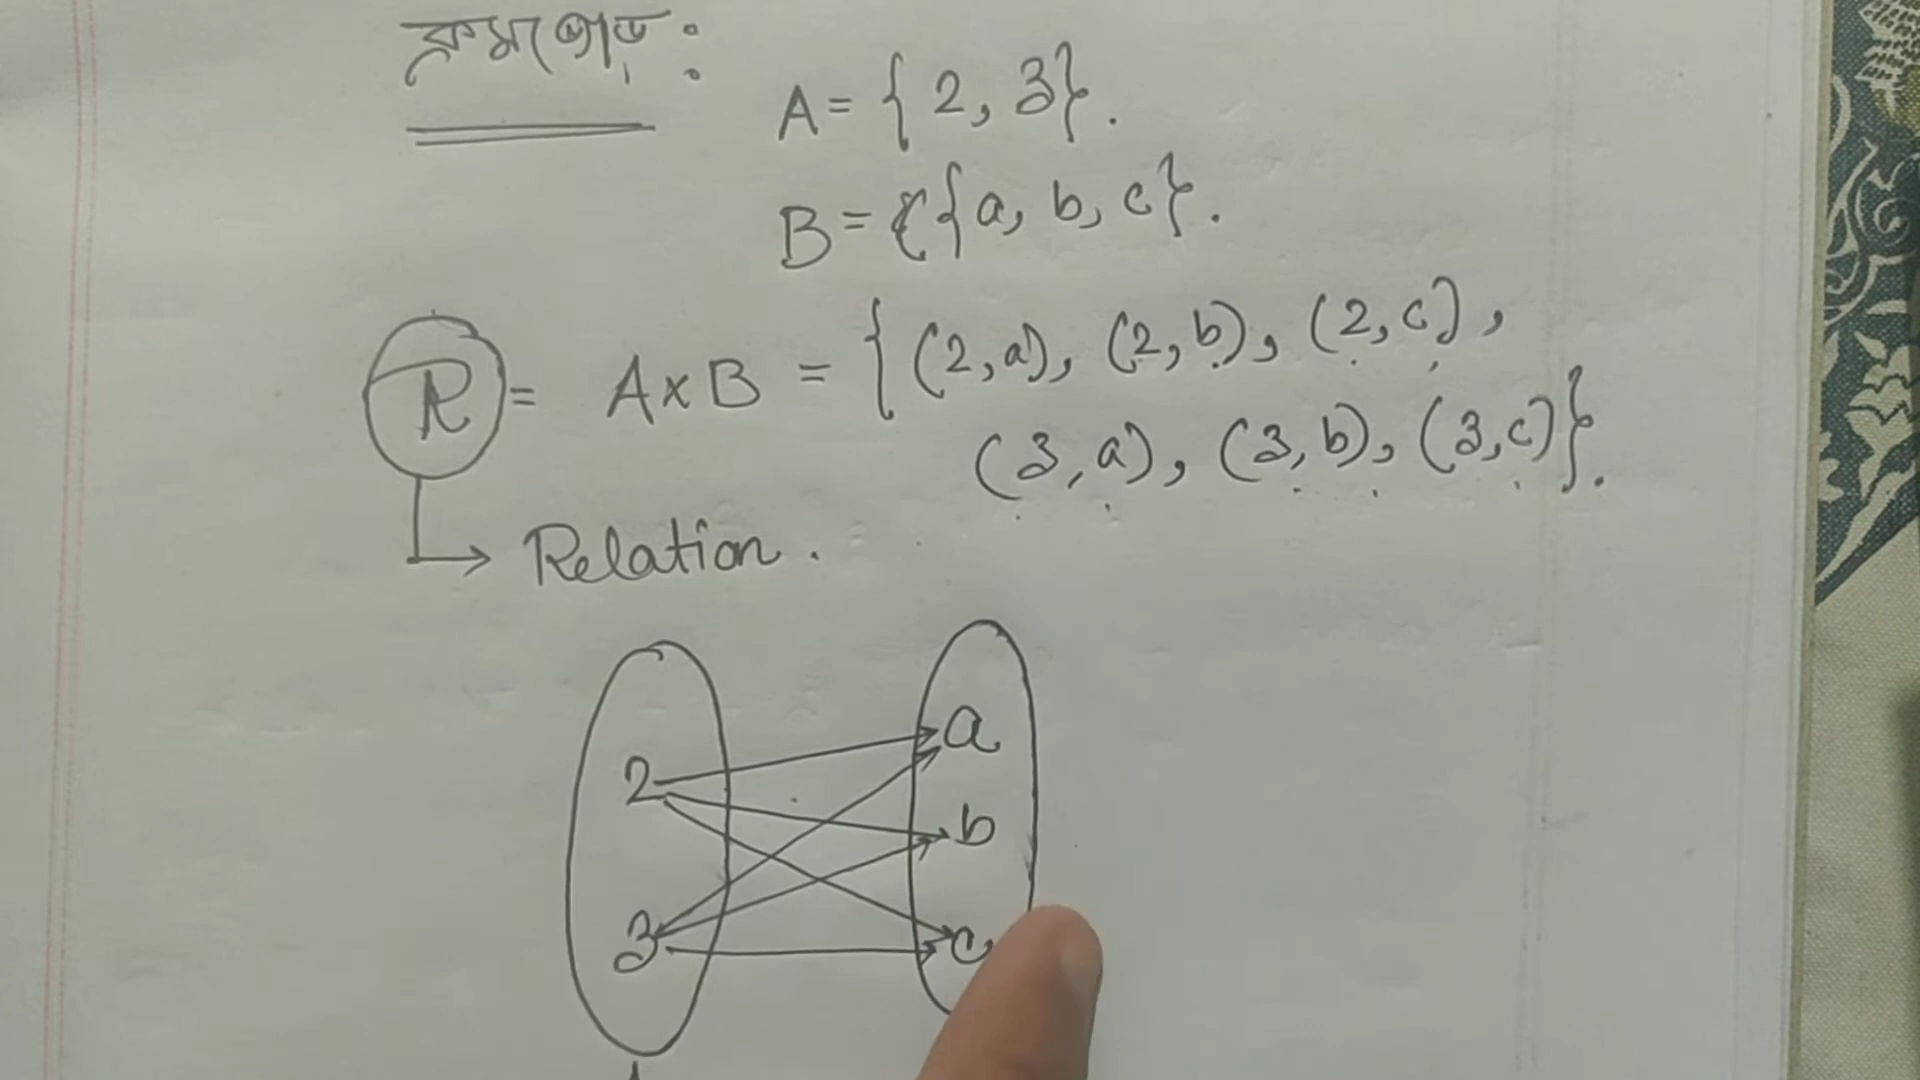 ক্রমজোড় :
A = { 2, 3}.
B = {{a, b, c}.
R = A x B = { (2, a), (2, b), (2, c),
(3, a), (3, b), (3, c)}.
Relation.
2
3
a
b
c